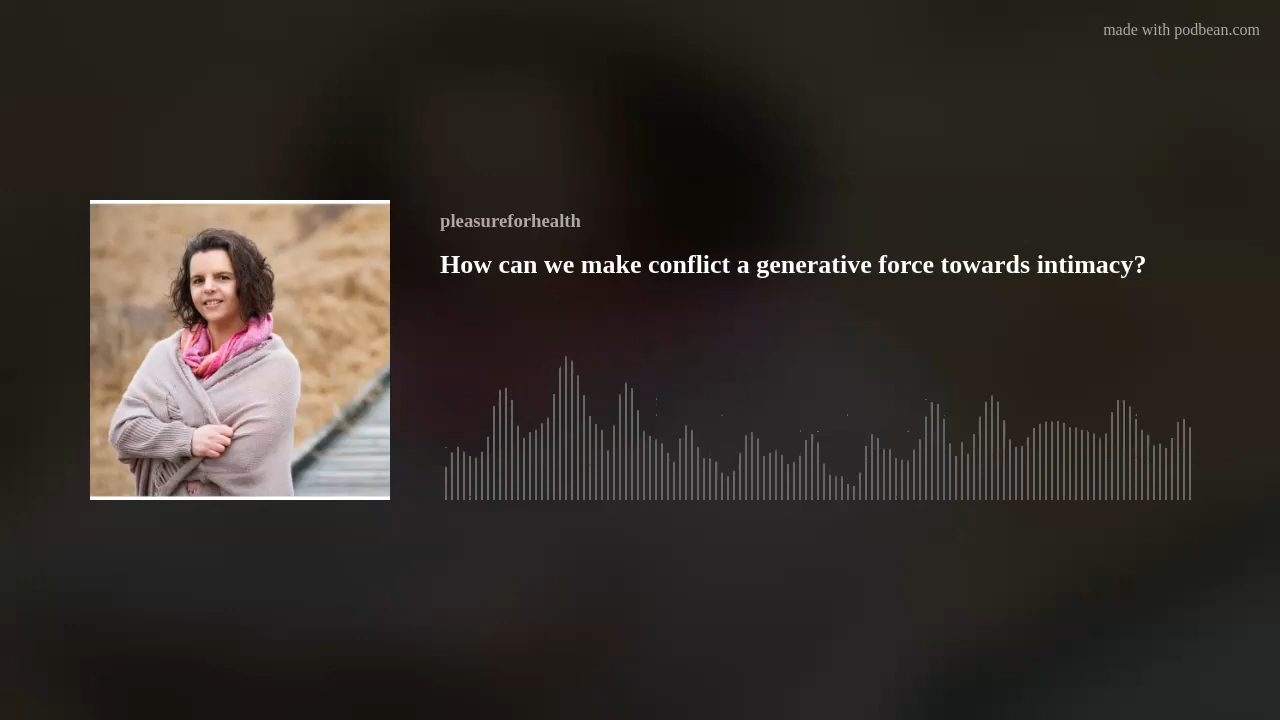 made with podbean.com
pleasureforhealth
How can we make conflict a generative force towards intimacy?